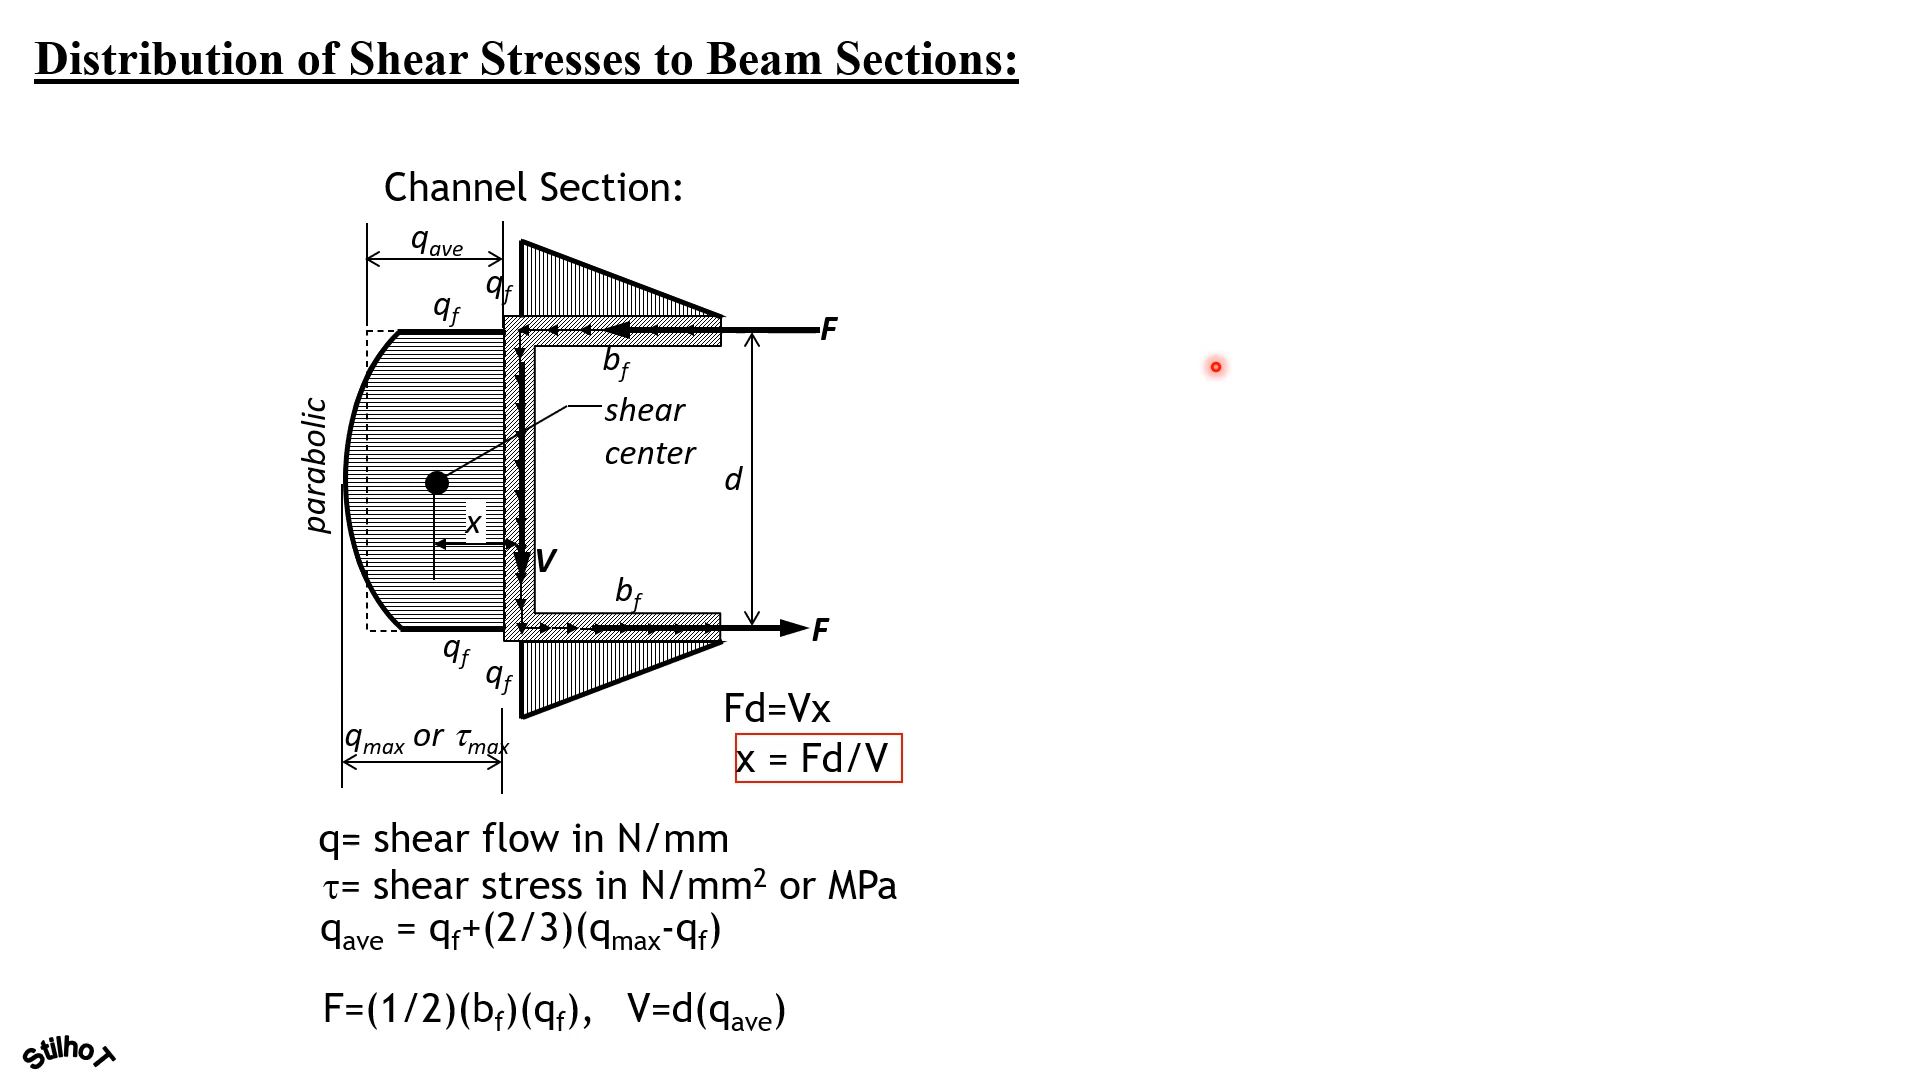 Distribution of Shear Stresses to Beam Sections:
Channel Section:
qave
qf
qf
F
bf
shear
center
parabolic
d
x
V
bf
F
qf
qf
Fd=Vx
qmax or τmax
x = Fd/V
q= shear flow in N/mm
τ= shear stress in N/mm² or MPa
qave = qf+(2/3)(qmax-qf)
F=(1/2)(bf)(qf), V=d(qave)
StilhoT